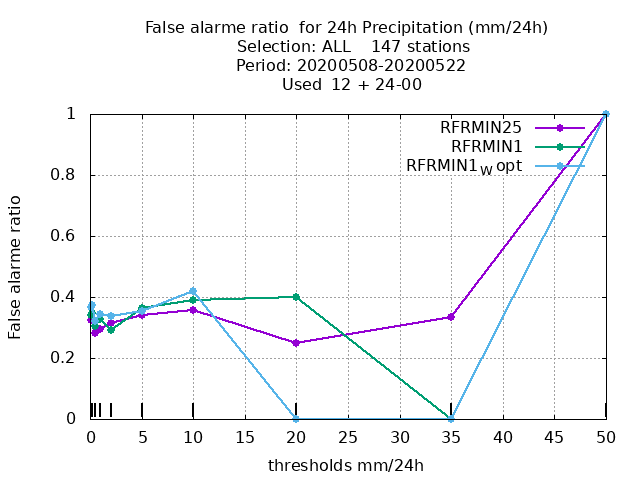 False alarme ratio  for 24h Precipitation (mm/24h)
Selection: ALL    147 stations
Period: 20200508-20200522
Used  12 + 24-00
RFRMIN25
RFRMIN1
RFRMIN1W opt
False alarme ratio
1
0.8
0.6
0.4
0.2
0
0 5 10 15 20 25 30 35 40 45 50
thresholds mm/24h